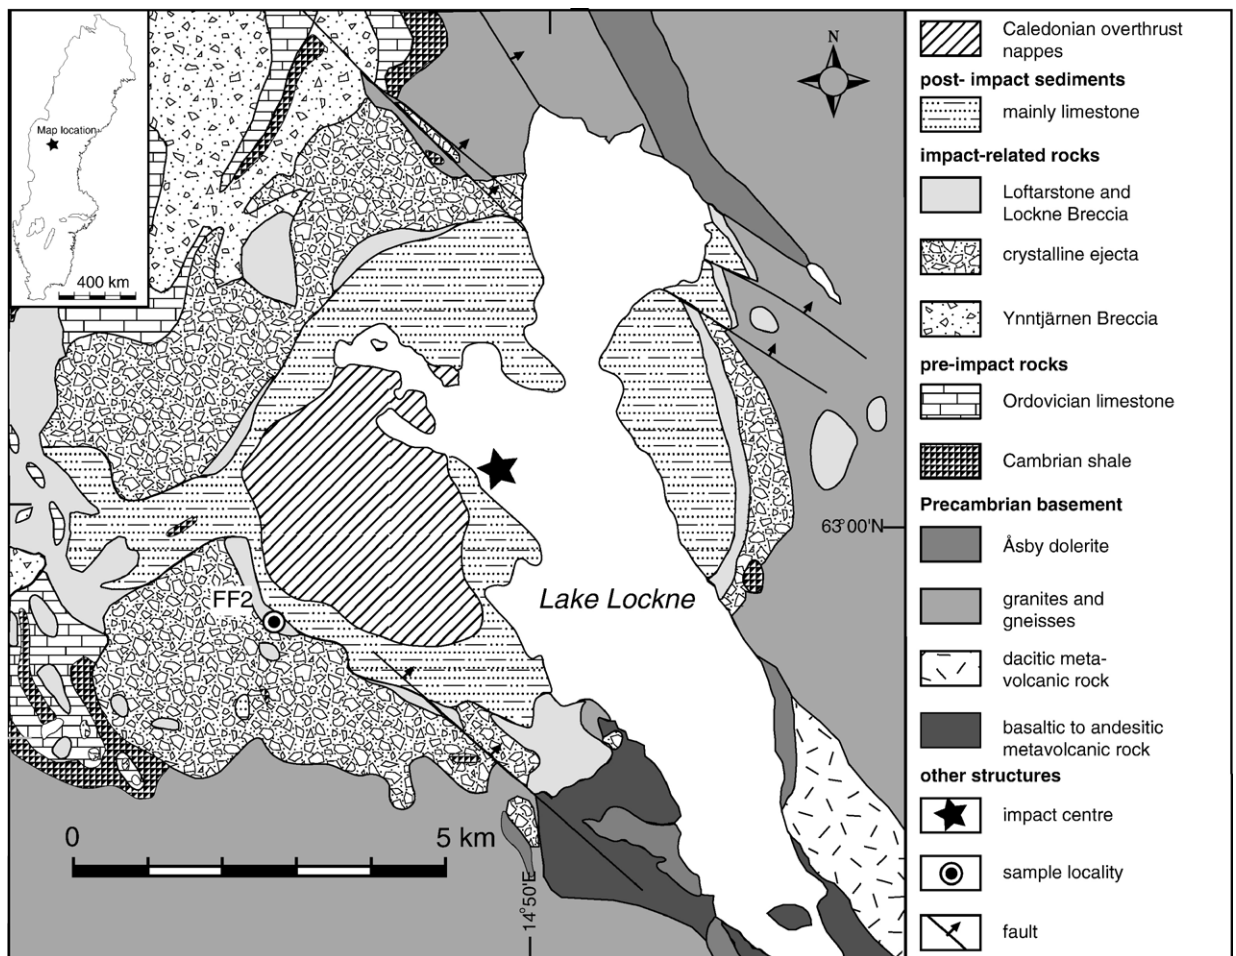 Map location
400 km
N
FF2
Lake Lockne
63°00'N
14°50'E
0
5 km
Caledonian overthrust
nappes
post- impact sediments
mainly limestone
impact-related rocks
Loftarstone and
Lockne Breccia
crystalline ejecta
Ynntjärnen Breccia
pre-impact rocks
Ordovician limestone
Cambrian shale
Precambrian basement
Åsby dolerite
granites and
gneisses
dacitic meta-
volcanic rock
basaltic to andesitic
metavolcanic rock
other structures
impact centre
sample locality
fault